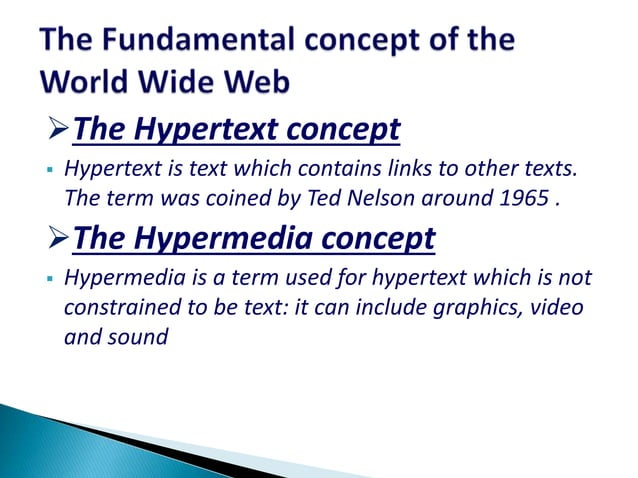 The Fundamental concept of the
World Wide Web
➢The Hypertext concept
▪ Hypertext is text which contains links to other texts.
The term was coined by Ted Nelson around 1965 .
➢The Hypermedia concept
▪ Hypermedia is a term used for hypertext which is not
constrained to be text: it can include graphics, video
and sound